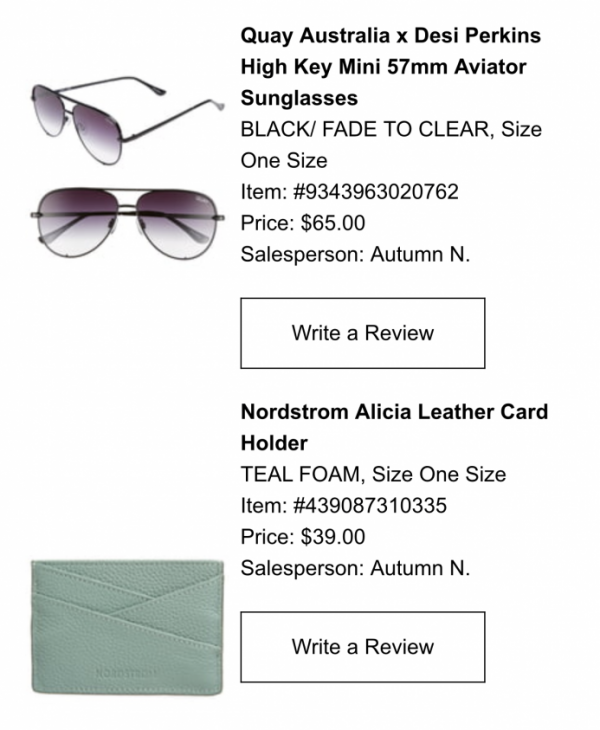 Quay Australia x Desi Perkins
High Key Mini 57mm Aviator
Sunglasses
BLACK/ FADE TO CLEAR, Size
One Size
Item: #9343963020762
Price: $65.00
Salesperson: Autumn N.
Write a Review
Nordstrom Alicia Leather Card
Holder
TEAL FOAM, Size One Size
Item: #439087310335
Price: $39.00
Salesperson: Autumn N.
NORDSTROM
Write a Review